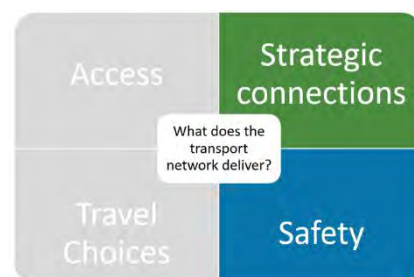 Access
Strategic
connections
What does the
transport
network deliver?
Travel
Choices
Safety